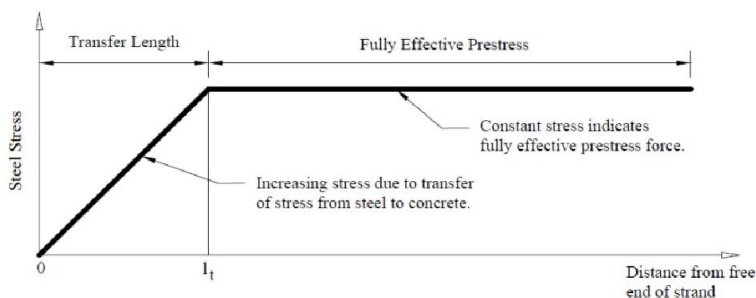 Transfer Length
Fully Effective Prestress
Steel Stress
Constant stress indicates
fully effective prestress force.
Increasing stress due to transfer
of stress from steel to concrete.
0
lt
Distance from free
end of strand